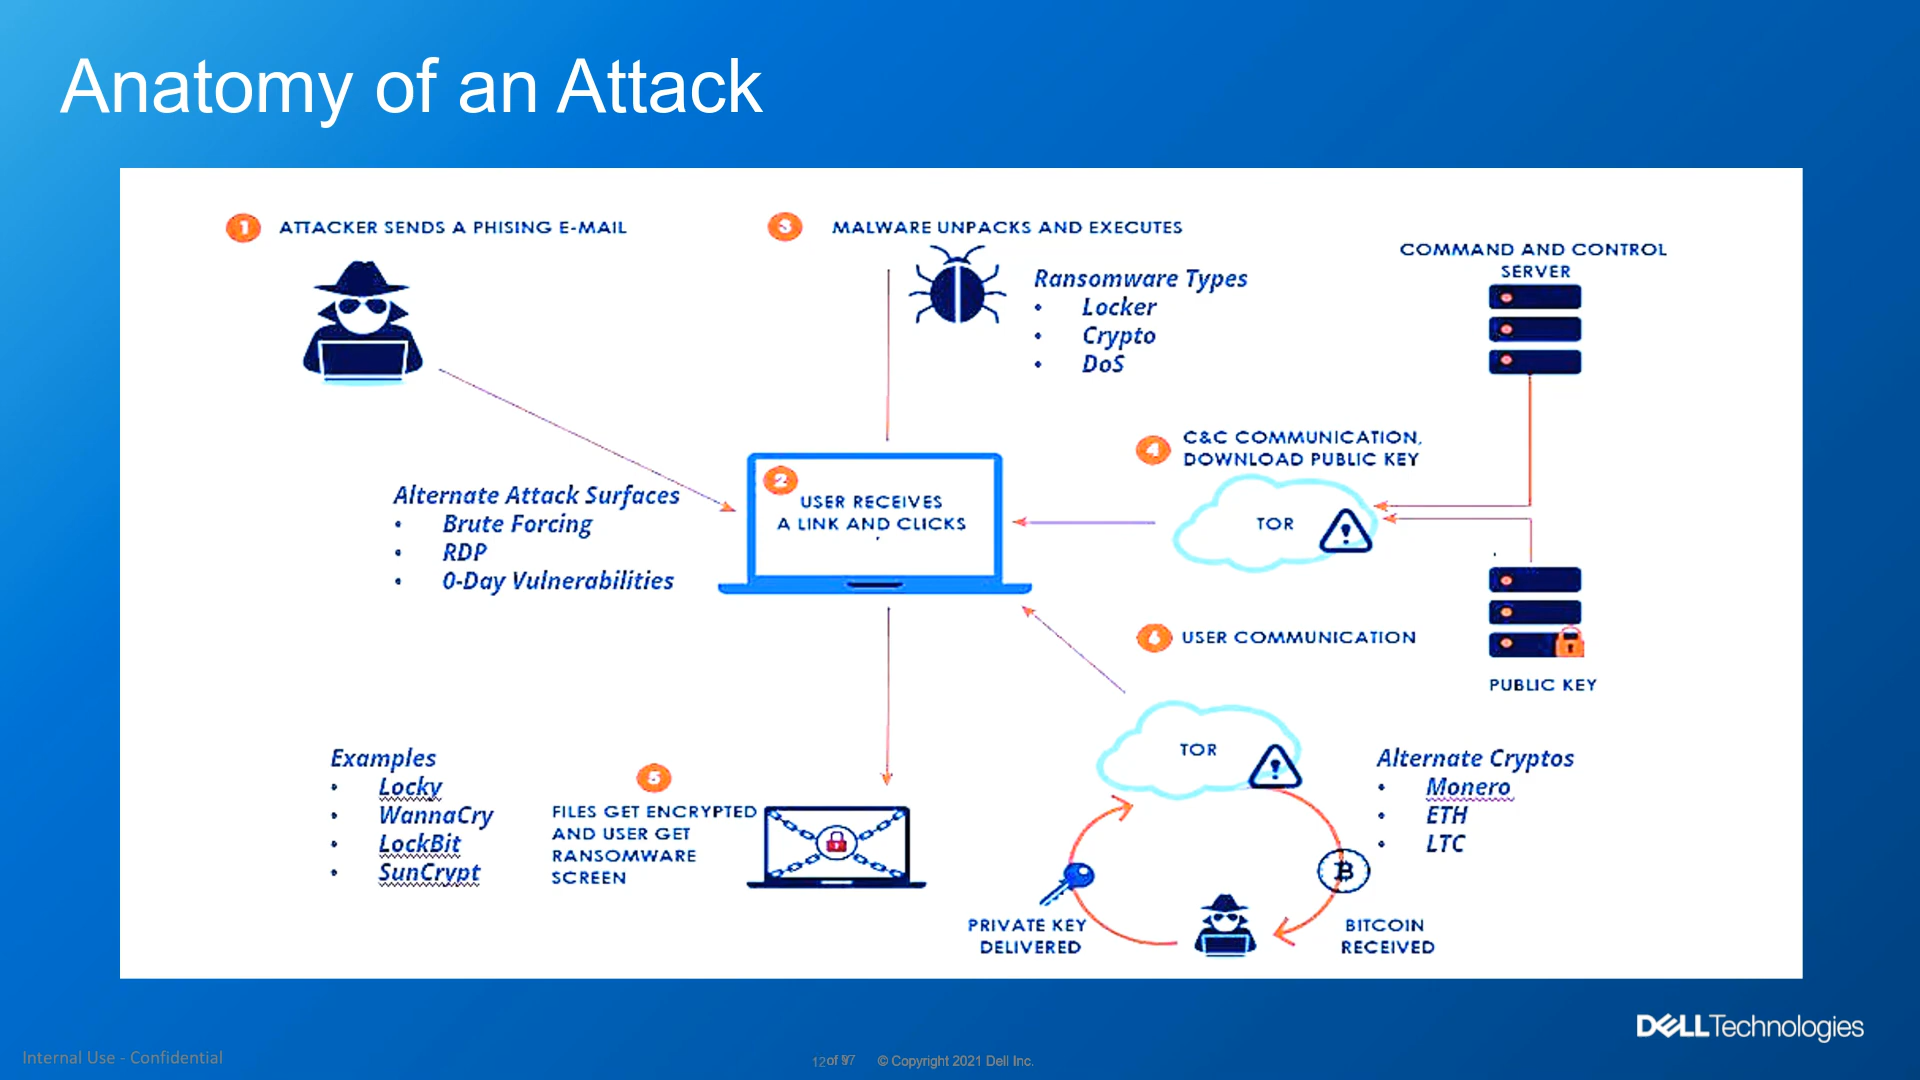 Anatomy of an Attack
1 ATTACKER SENDS A PHISING E-MAIL
3 MALWARE UNPACKS AND EXECUTES
Ransomware Types
• Locker
• Crypto
• DoS
COMMAND AND CONTROL
SERVER
4 C&C COMMUNICATION,
DOWNLOAD PUBLIC KEY
TOR
2
USER RECEIVES
A LINK AND CLICKS
Alternate Attack Surfaces
• Brute Forcing
• RDP
• 0-Day Vulnerabilities
6 USER COMMUNICATION
PUBLIC KEY
TOR
Examples
• Locky
• WannaCry
• LockBit
• SunCrypt
5
FILES GET ENCRYPTED
AND USER GET
RANSOMWARE
SCREEN
Alternate Cryptos
• Monero
• ETH
• LTC
PRIVATE KEY
DELIVERED
BITCOIN
RECEIVED
DELLTechnologies
Internal Use - Confidential
12 of
© Copyright 2021 Dell Inc.